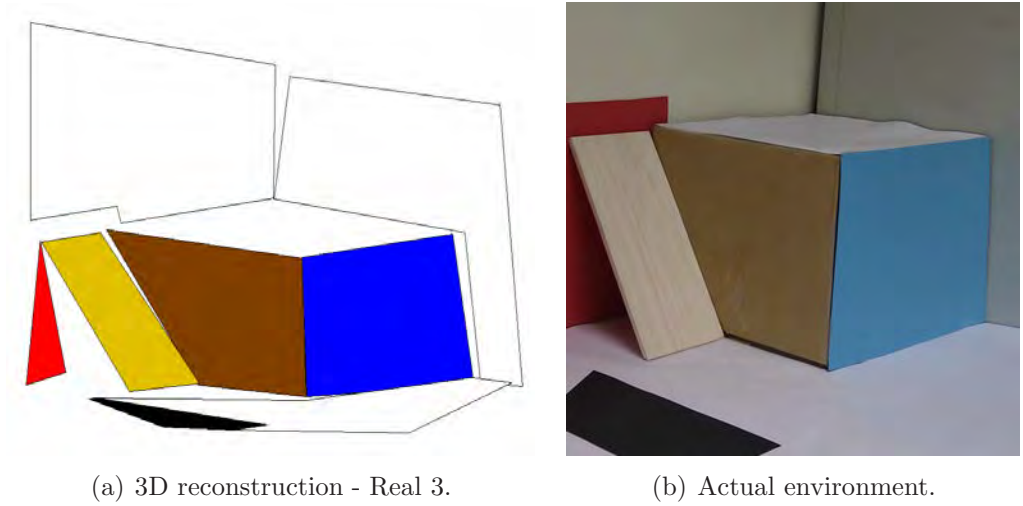 (a) 3D reconstruction - Real 3.
(b) Actual environment.